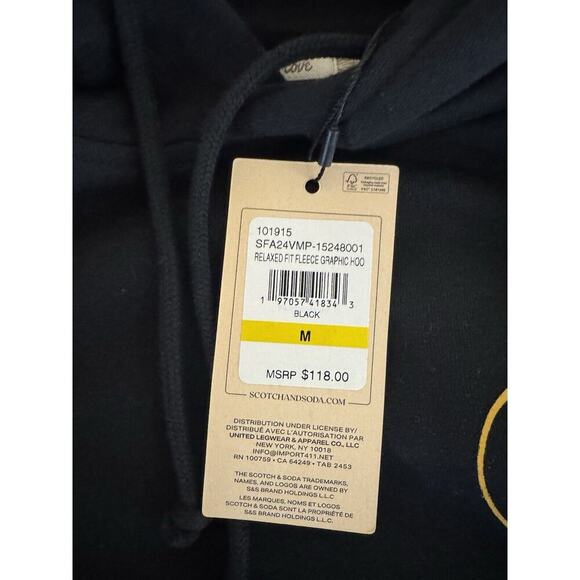 Love
FSC
RECYCLED
101915
SFA24VMP-15248001
RELAXED FIT FLEECE GRAPHIC HOO
1 97057 41834 3
BLACK
M
MSRP $118.00
SCOTCHANDSODA.COM
DISTRIBUTION UNDER LICENSE BY/
DISTRIBUÉ AVEC L'AUTORISATION PAR
UNITED LEGWEAR & APPAREL CO., LLC
NEW YORK, NY 10018
INFO@IMPORT411.NET
RN 100759 • CA 64249 • TAB 2453
THE SCOTCH & SODA TRADEMARKS,
NAMES, AND LOGOS ARE OWNED BY
S&S BRAND HOLDINGS L.L.C.
LES MARQUES, NOMS ET LOGOS
SCOTCH & SODA SONT LA PROPRIÉTÉ DE
S&S BRAND HOLDINGS L.L.C.